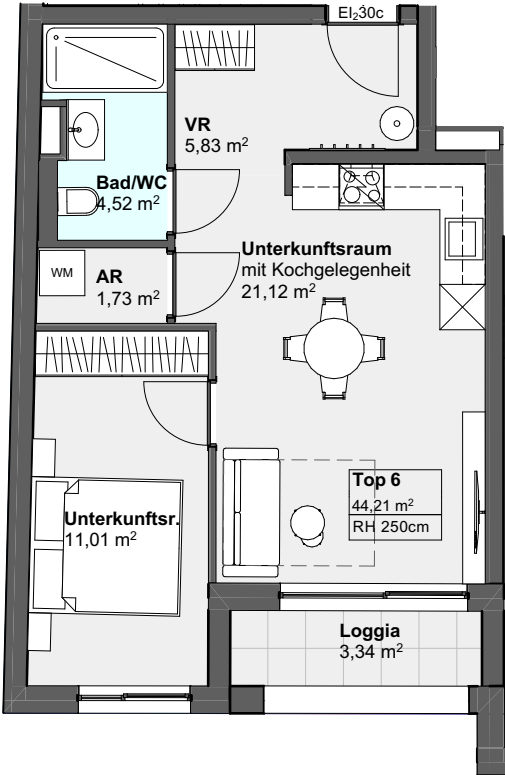 EI₂30c
VR
5,83 m²
Bad/WC
4,52 m²
Unterkunftsraum
mit Kochgelegenheit
21,12 m²
WM
AR
1,73 m²
Top 6
44,21 m²
RH 250cm
Unterkunftsr.
11,01 m²
Loggia
3,34 m²